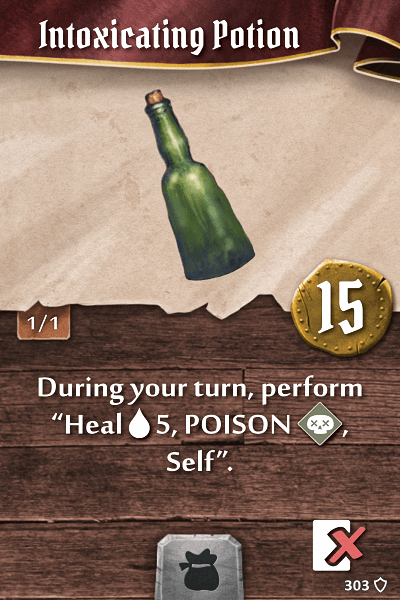 Intoxicating Potion
15
1/1
During your turn, perform
“Heal 5, POISON ,
Self”.
303